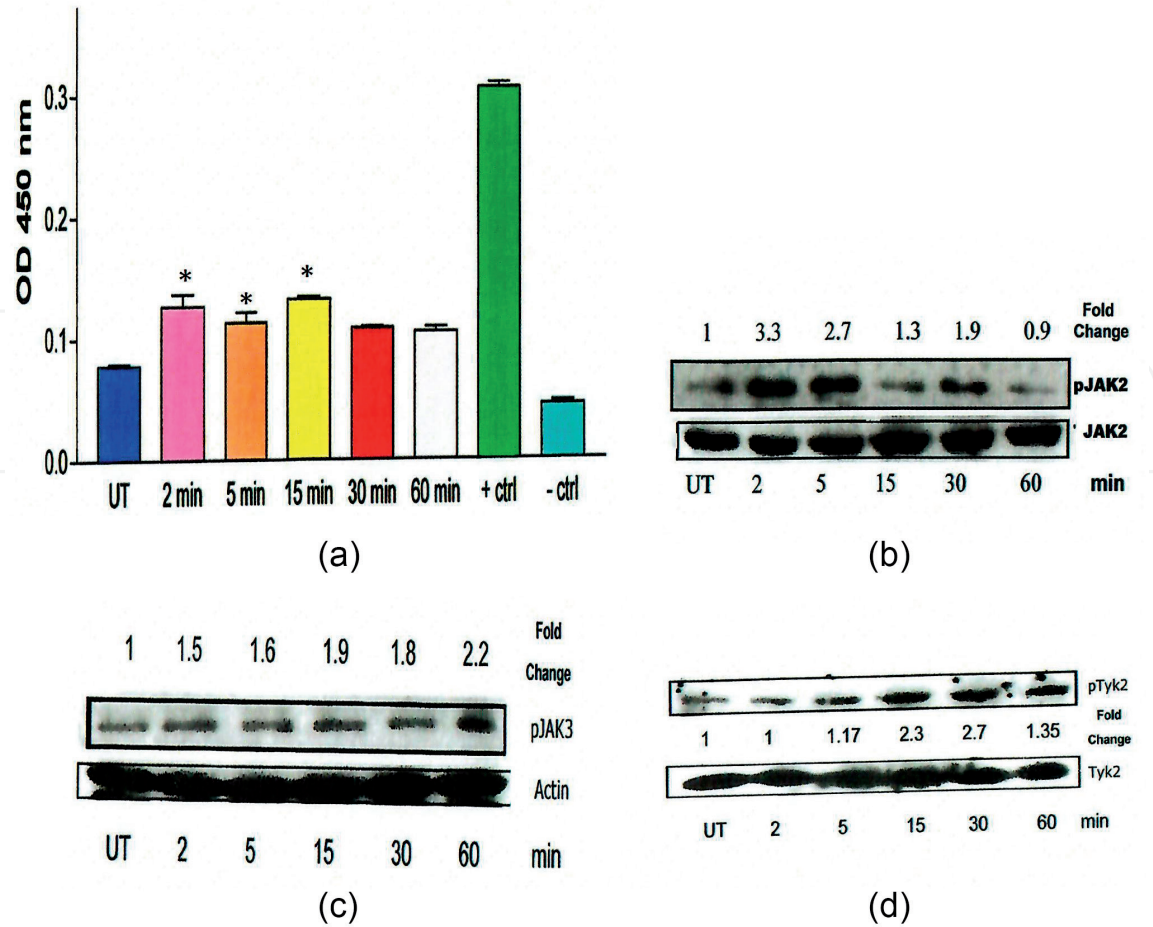 OD 450 nm
0.3
0.2
0.1
0.0
* * *
UT 2 min 5 min 15 min 30 min 60 min + ctrl - ctrl
(a)
Fold
Change
1 3.3 2.7 1.3 1.9 0.9
pJAK2
JAK2
UT 2 5 15 30 60 min
(b)
Fold
Change
1 1.5 1.6 1.9 1.8 2.2
pJAK3
Actin
UT 2 5 15 30 60 min
(c)
pTyk2
Fold
Change
1 1 1.17 2.3 2.7 1.35
Tyk2
UT 2 5 15 30 60 min
(d)